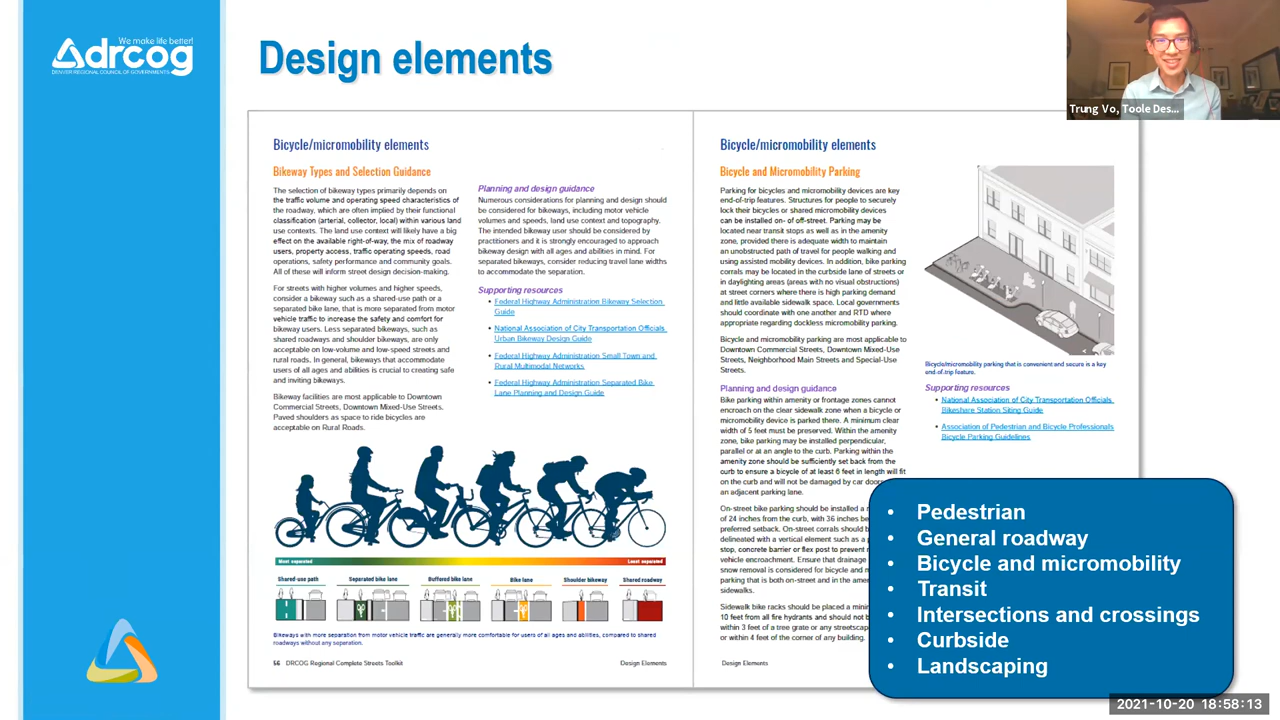 We make life better!
drcog
DENVER REGIONAL COUNCIL OF GOVERNMENTS
Design elements
Trung Vo, Toole Des...
Bicycle/micromobility elements
Bikeway Types and Selection Guidance
The selection of bikeway types primarily depends on
the traffic volume and operating speed characteristics of
the roadway, which are often implied by their functional
classification (arterial, collector, local) within various land
use contexts. The land use context will likely have a big
effect on the available right-of-way, the mix of roadway
users, property access, traffic operating speeds, road
operations, safety performance and community goals.
All of these will inform street design decision-making.
For streets with higher volumes and higher speeds,
consider a bikeway such as a shared-use path or a
separated bike lane, that is more separated from motor
vehicle traffic to increase the safety and comfort for
bikeway users. Less separated bikeways, such as
shared roadways and shoulder bikeways, are only
acceptable on low-volume and low-speed streets and
rural roads. In general, bikeways that accommodate
users of all ages and abilities is crucial to creating safe
and inviting bikeways.
Bikeway facilities are most applicable to Downtown
Commercial Streets, Downtown Mixed-Use Streets.
Paved shoulders as space to ride bicycles are
acceptable on Rural Roads.
Planning and design guidance
Numerous considerations for planning and design should
be considered for bikeways, including motor vehicle
volumes and speeds, land use context and topography.
The intended bikeway user should be considered by
practitioners and it is strongly encouraged to approach
bikeway design with all ages and abilities in mind. For
separated bikeways, consider reducing travel lane widths
to accommodate the separation.
Supporting resources
• Federal Highway Administration Bikeway Selection
Guide
• National Association of City Transportation Officials
Urban Bikeway Design Guide
• Federal Highway Administration Small Town and
Rural Multimodal Networks
• Federal Highway Administration Separated Bike
Lane Planning and Design Guide
Most separated
Least separated
Shared-use path Separated bike lane Buffered bike lane Bike lane Shoulder bikeway Shared roadway
Bikeways with more separation from motor vehicle traffic are generally more comfortable for users of all ages and abilities, compared to shared
roadways without any seperation.
56 DRCOG Regional Complete Streets Toolkit
Design Elements
Bicycle/micromobility elements
Bicycle and Micromobility Parking
Parking for bicycles and micromobility devices are key
end-of-trip features. Structures for people to securely
lock their bicycles or shared micromobility devices
can be installed on- of off-street. Parking may be
located near transit stops as well as in the amenity
zone, provided there is adequate width to maintain
an unobstructed path of travel for people walking and
using assisted mobility devices. In addition, bike parking
corrals may be located in the curbside lane of streets or
in daylighting areas (areas with no visual obstructions)
at street corners where there is high parking demand
and little available sidewalk space. Local governments
should coordinate with one another and RTD where
appropriate regarding dockless micromobility parking.
Bicycle and micromobility parking are most applicable to
Downtown Commercial Streets, Downtown Mixed-Use
Streets, Neighborhood Main Streets and Special-Use
Streets.
Planning and design guidance
Bike parking within amenity or frontage zones cannot
encroach on the clear sidewalk zone when a bicycle or
micromobility device is parked there. A minimum clear
width of 5 feet must be preserved. Within the amenity
zone, bike parking may be installed perpendicular,
parallel or at an angle to the curb. Parking within the
amenity zone should be sufficiently set back from the
curb to ensure a bicycle of at least 6 feet in length will fit
on the curb and will not be damaged by car doors
an adjacent parking lane.
On-street bike parking should be installed a
of 24 inches from the curb, with 36 inches
preferred setback. On-street corrals should
delineated with a vertical element such as a
stop, concrete barrier or flex post to prevent
vehicle encroachment. Ensure that drainage
snow removal is considered for bicycle and
parking that is both on-street and in the
sidewalks.
Sidewalk bike racks should be placed a
10 feet from fire hydrants and should not
within 3 feet of a tree grate or any
or within 4 feet of the corner of any building.
Design Elements
Bicycle/micromobility parking that is convenient and secure is a key
end-of-trip feature.
Supporting resources
• National Association of City Transportation Officials
Bikeshare Station Siting Guide
• Association of Pedestrian and Bicycle Professionals
Bicycle Parking Guidelines
• Pedestrian
• General roadway
• Bicycle and micromobility
• Transit
• Intersections and crossings
• Curbside
• Landscaping
2021-10-20 18:58:13